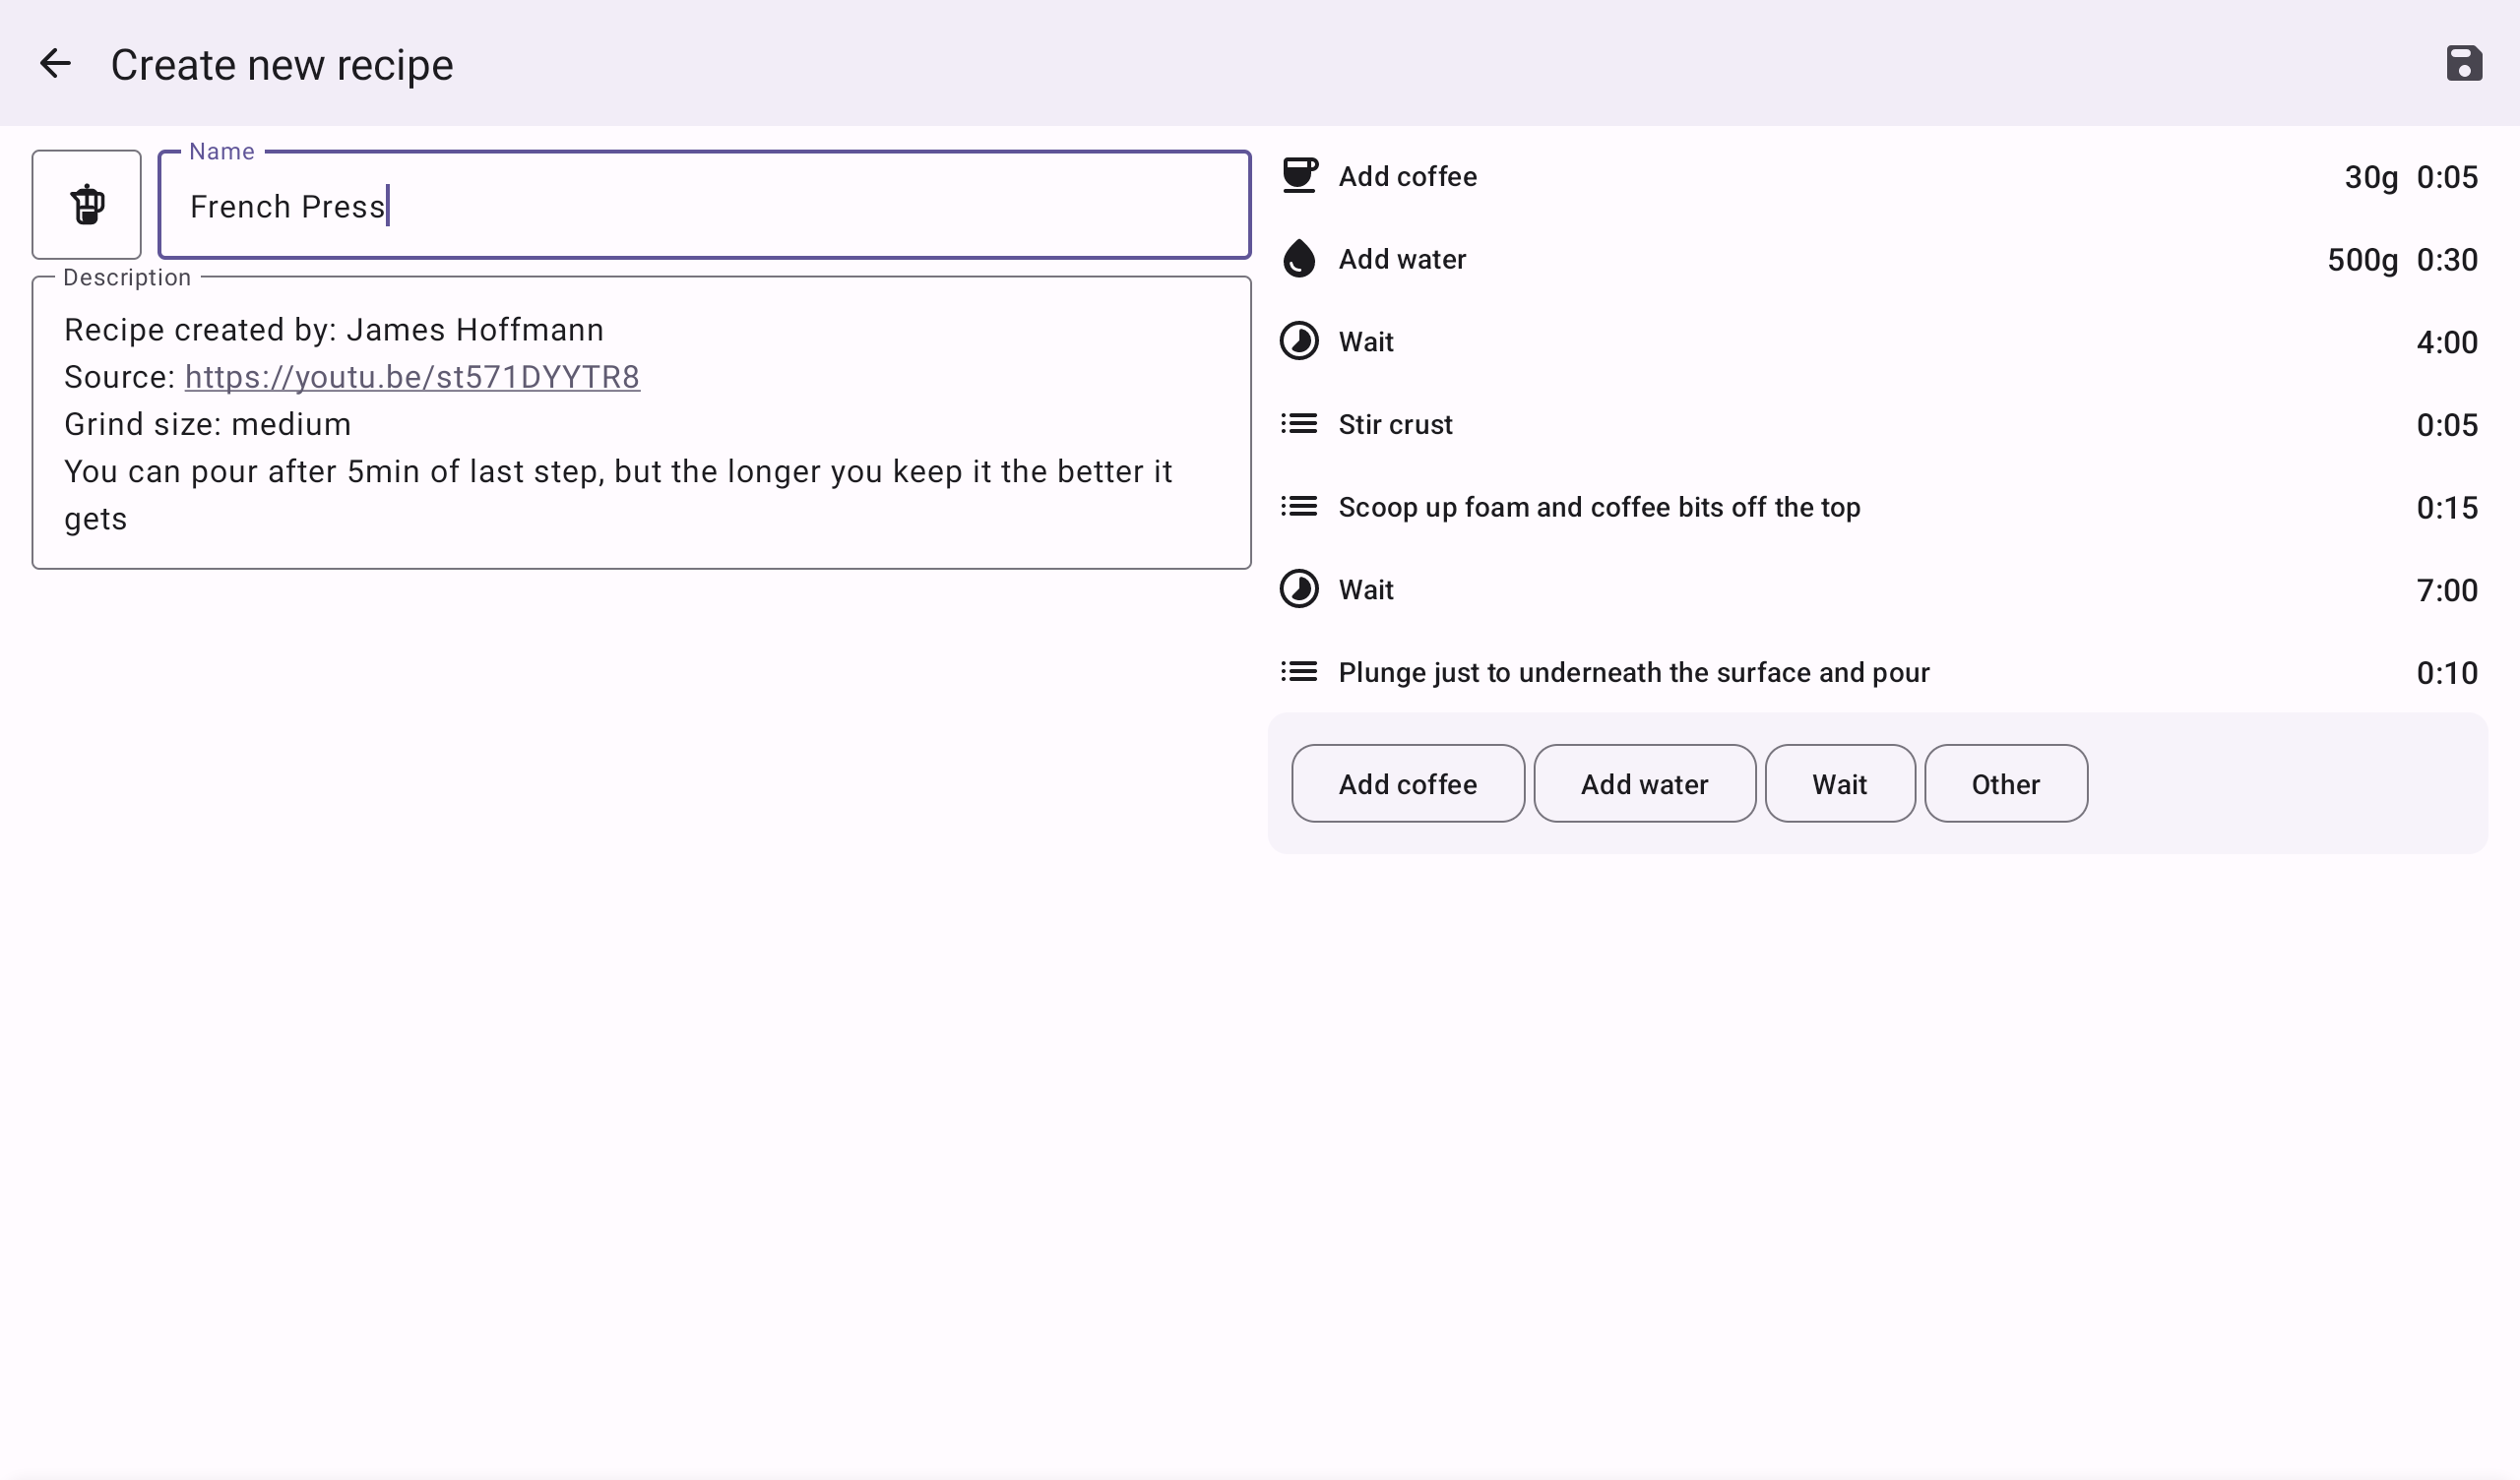 Create new recipe
Name
French Press
Description
Recipe created by: James Hoffmann
Source: https://youtu.be/st571DYYTR8
Grind size: medium
You can pour after 5min of last step, but the longer you keep it the better it
gets
Add coffee 30g 0:05
Add water 500g 0:30
Wait 4:00
Stir crust 0:05
Scoop up foam and coffee bits off the top 0:15
Wait 7:00
Plunge just to underneath the surface and pour 0:10
Add coffee Add water Wait Other